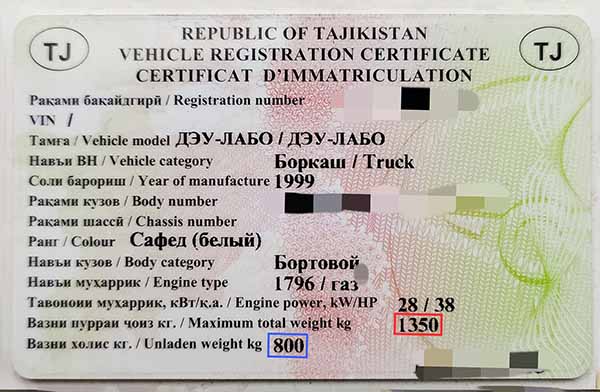 TJ REPUBLIC OF TAJIKISTAN TJ
VEHICLE REGISTRATION CERTIFICATE
CERTIFICAT D'IMMATRICULATION
Рақами бақайдгирӣ / Registration number
VIN /
Тамға / Vehicle model ДЭУ-ЛАБО / ДЭУ-ЛАБО
Навъи ВН / Vehicle category Боркаш / Truck
Соли барориш / Year of manufacture 1999
Рақами кузов / Body number
Рақами шассӣ / Chassis number
Ранг / Colour Сафед (белый)
Навъи кузов / Body category Бортовой
Навъи муҳаррик / Engine type 1796 / газ
Тавоноии муҳаррик, кВт/қ.а. / Engine power, kW/HP 28 / 38
Вазни пурраи ҷоиз кг. / Maximum total weight kg 1350
Вазни холис кг. / Unladen weight kg 800